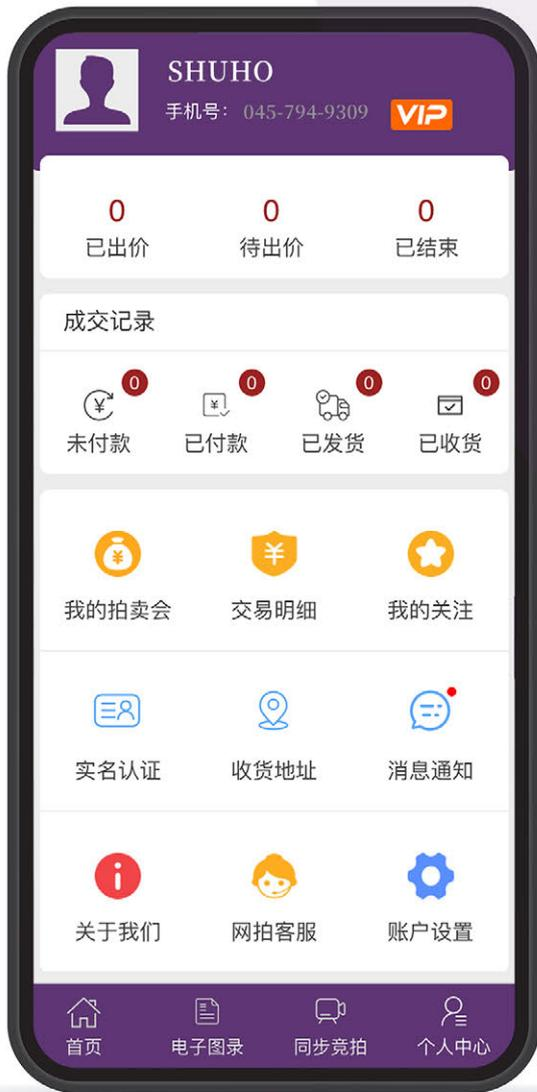 SHUHO
手机号： 045-794-9309 VIP
0 0 0
已出价 待出价 已结束
成交记录
0 0 0 0
未付款 已付款 已发货 已收货
我的拍卖会 交易明细 我的关注
实名认证 收货地址 消息通知
关于我们 网拍客服 账户设置
首页 电子图录 同步竞拍 个人中心